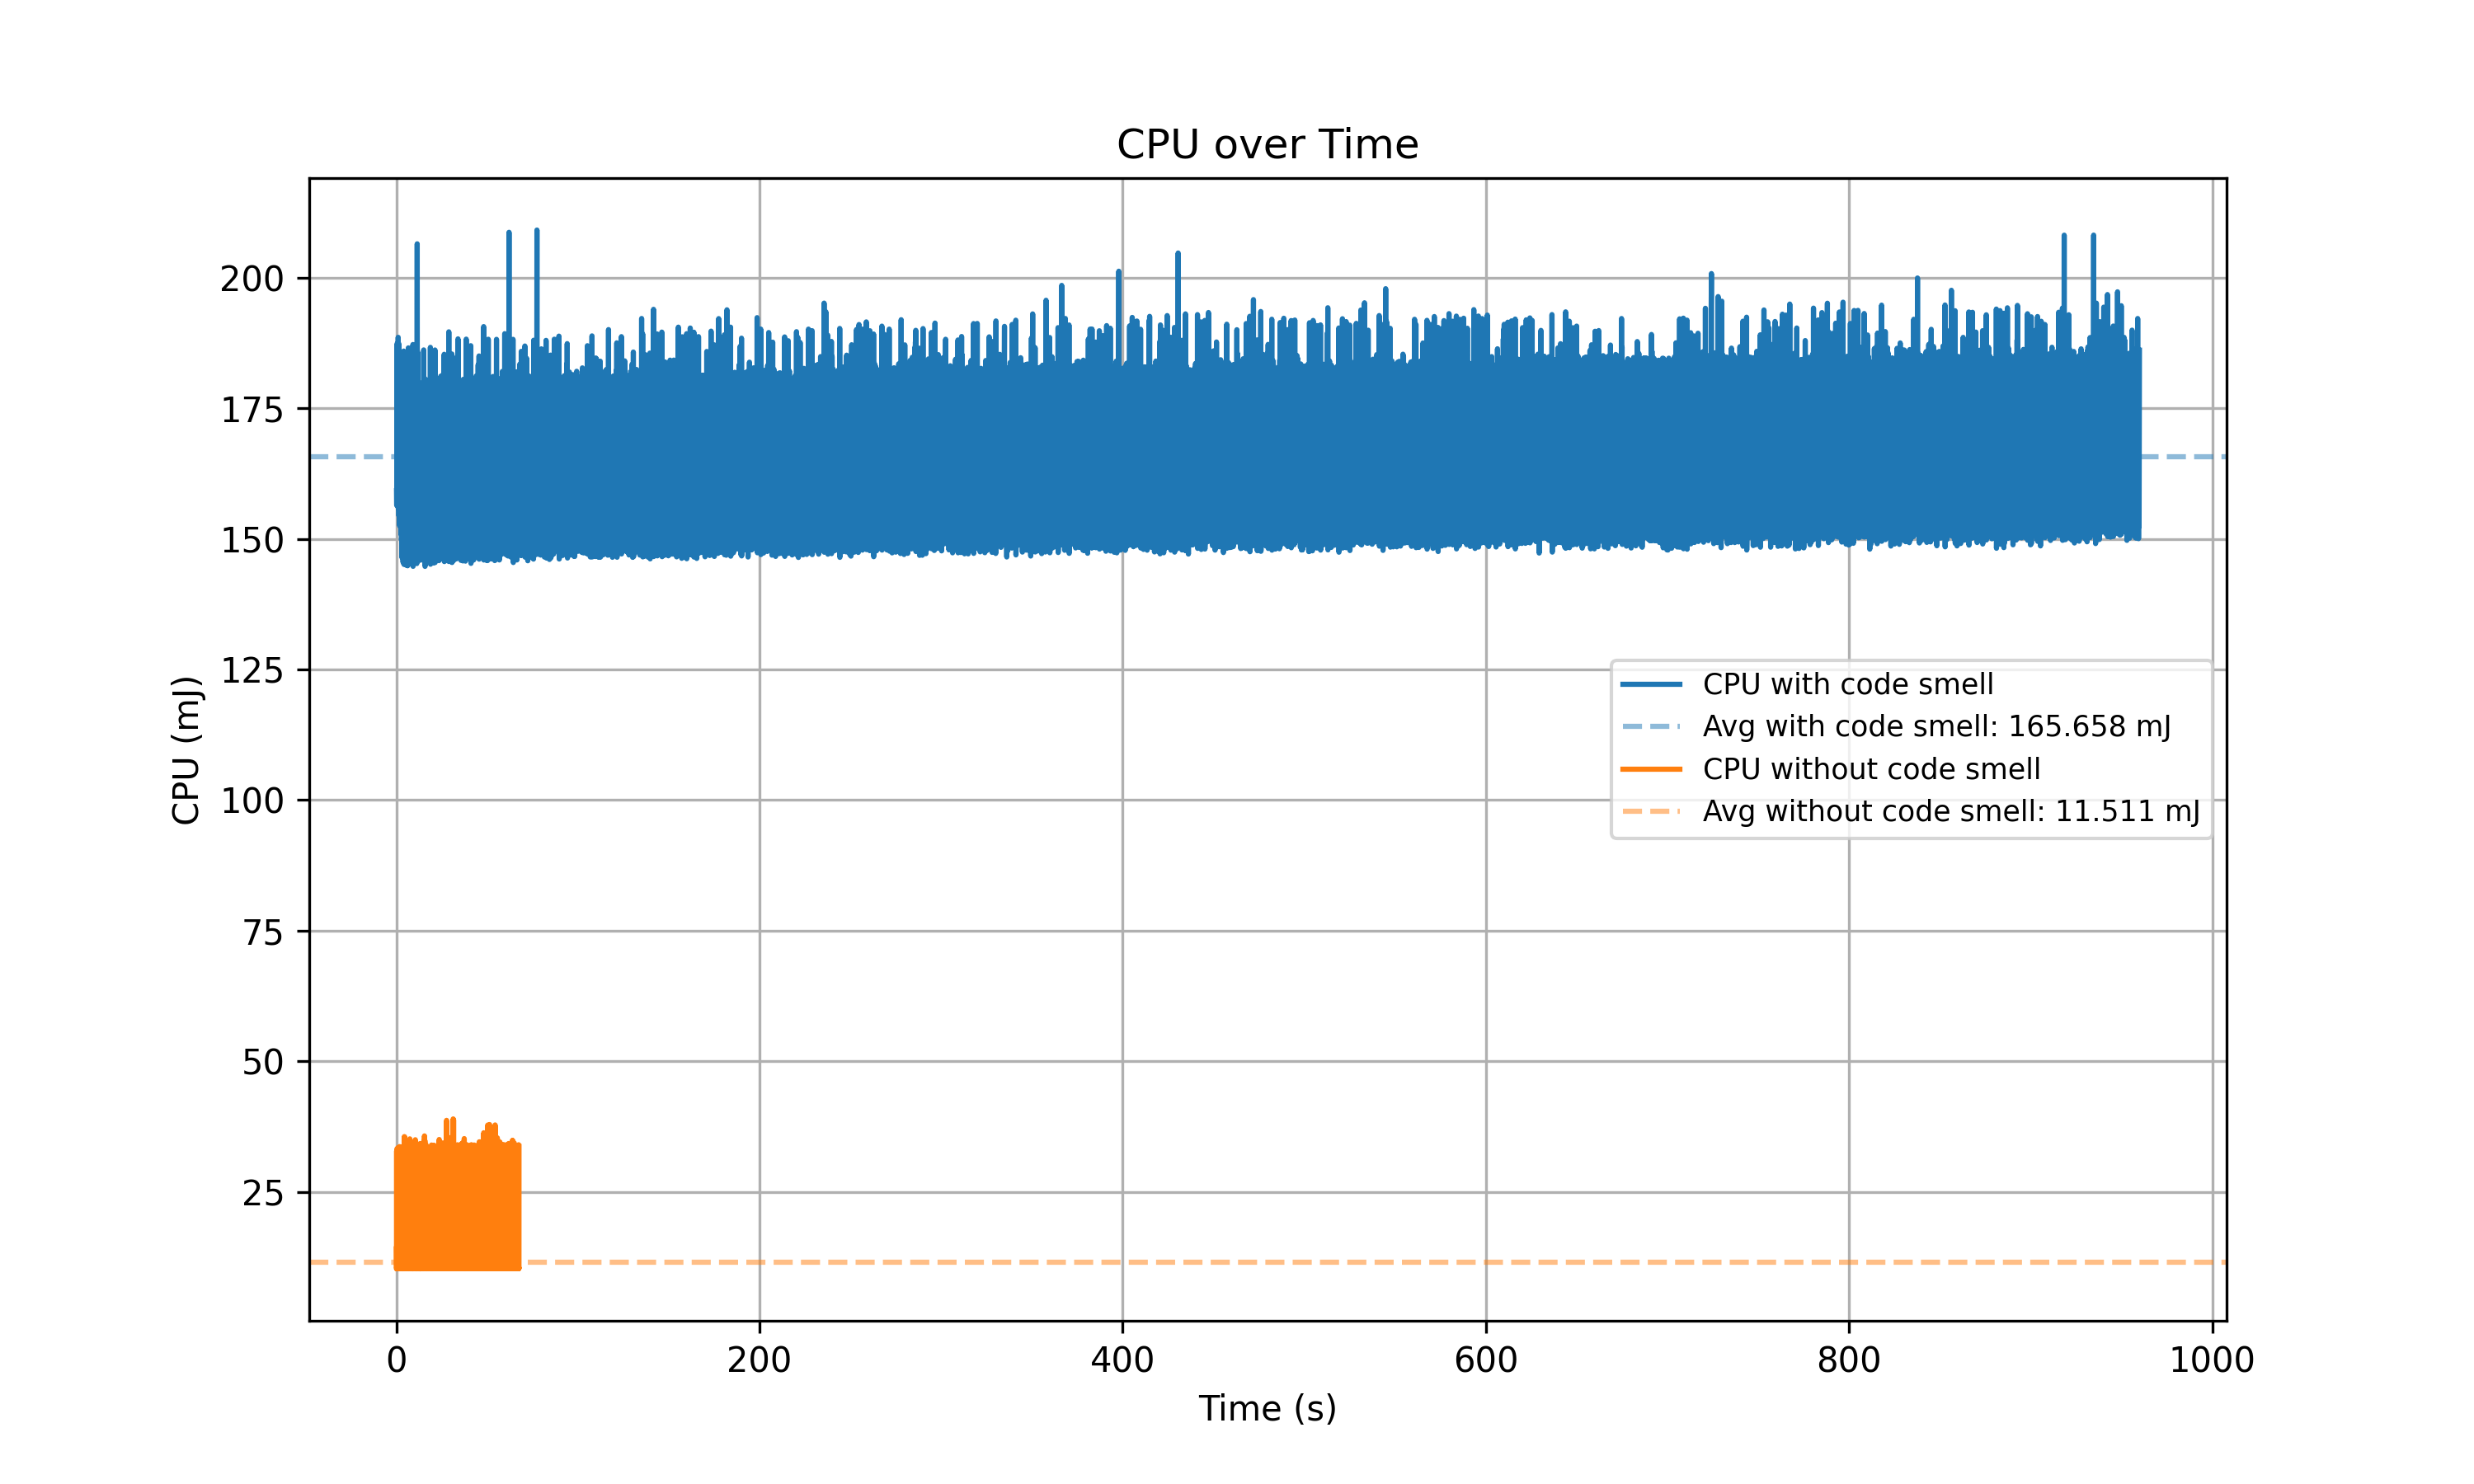 CPU over Time
CPU (mJ)
200
175
150
125
100
75
50
25
CPU with code smell
Avg with code smell: 165.658 mJ
CPU without code smell
Avg without code smell: 11.511 mJ
0 200 400 600 800 1000
Time (s)